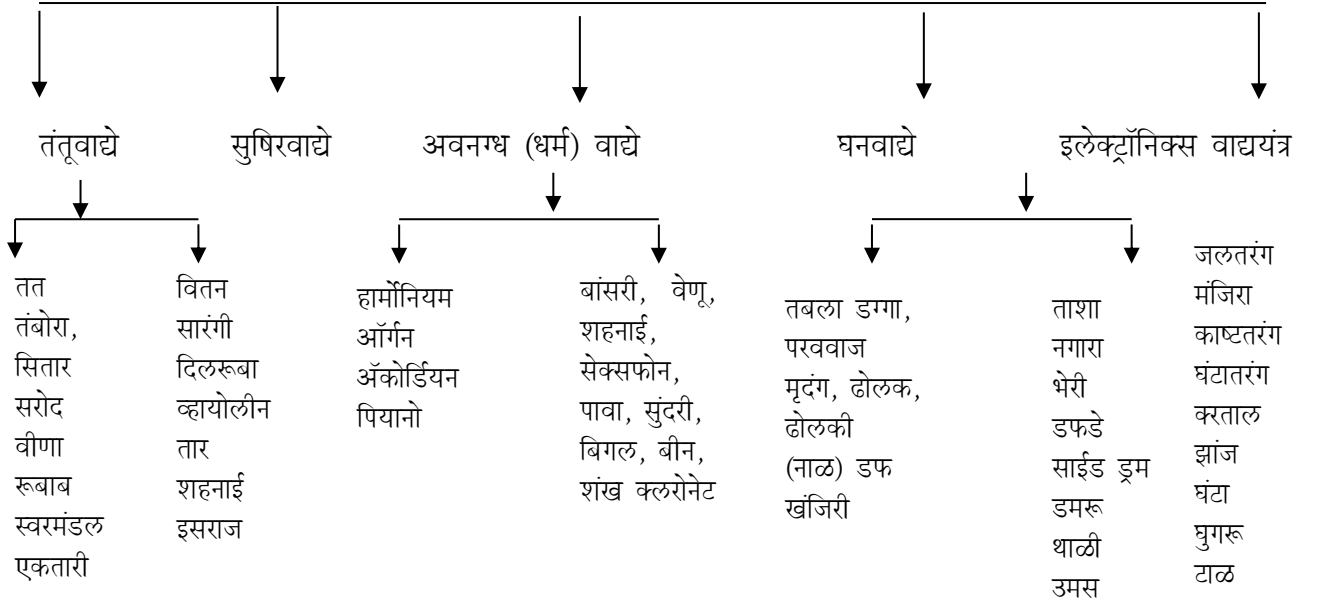 तंतूवाद्ये
सुषिरवाद्ये
अवनग्ध (धर्म) वाद्ये
घनवाद्ये
इलेक्ट्रॉनिक्स वाद्ययंत्र
तत
तंबोरा,
सितार
सरोद
वीणा
रूबाब
स्वरमंडल
एकतारी
वितन
सारंगी
दिलरूबा
व्हायोलीन
तार
शहनाई
इसराज
हार्मोनियम
ऑर्गन
ॲकोर्डियन
पियानो
बांसरी, वेणू,
शहनाई,
सेक्सफोन,
पावा, सुंदरी,
बिगल, बीन,
शंख क्लरोनेट
तबला डग्गा,
परववाज
मृदंग, ढोलक,
ढोलकी
(नाळ) डफ
खंजिरी
ताशा
नगारा
भेरी
डफडे
साईड ड्रम
डमरू
थाळी
उमस
जलतरंग
मंजिरा
काष्टतरंग
घंटातरंग
करताल
झांज
घंटा
घुगरू
टाळ